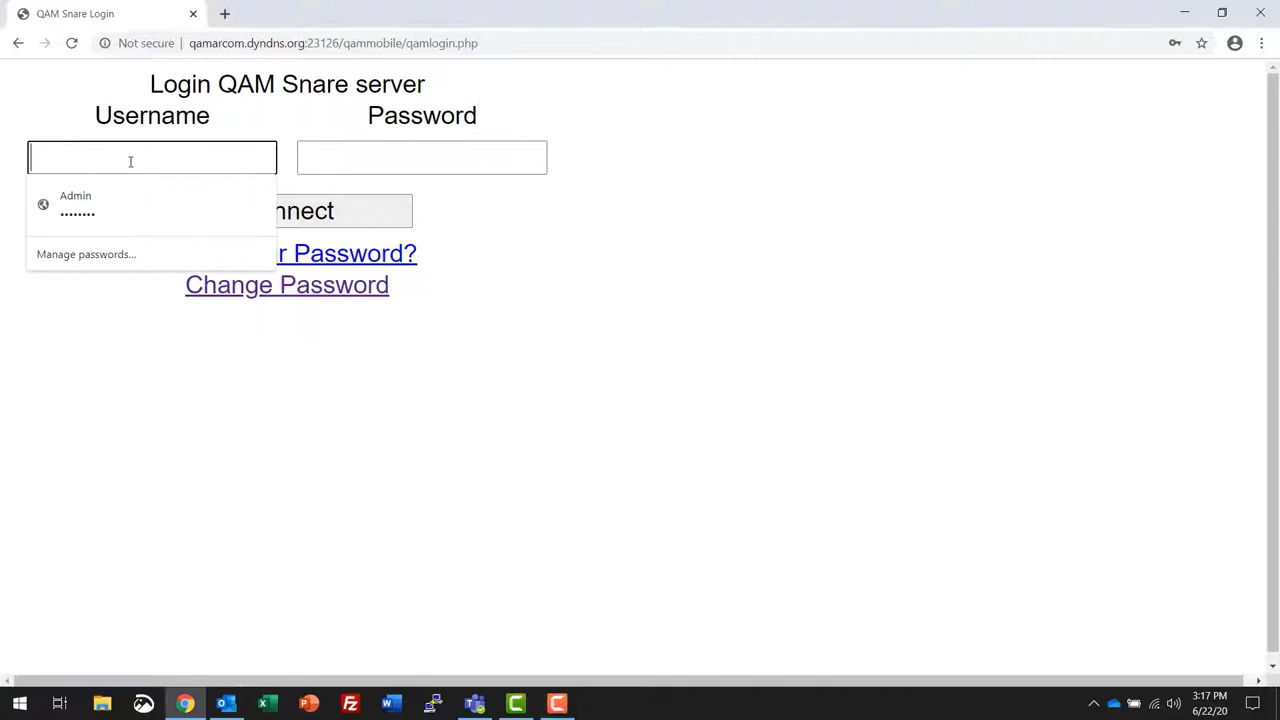 QAM Snare Login
Not secure | qamarcom.dyndns.org:23126/qammobile/qamlogin.php
Login QAM Snare server
Username Password
Admin
••••••••
nnect
Manage passwords...
r Password?
Change Password
3:17 PM
6/22/20